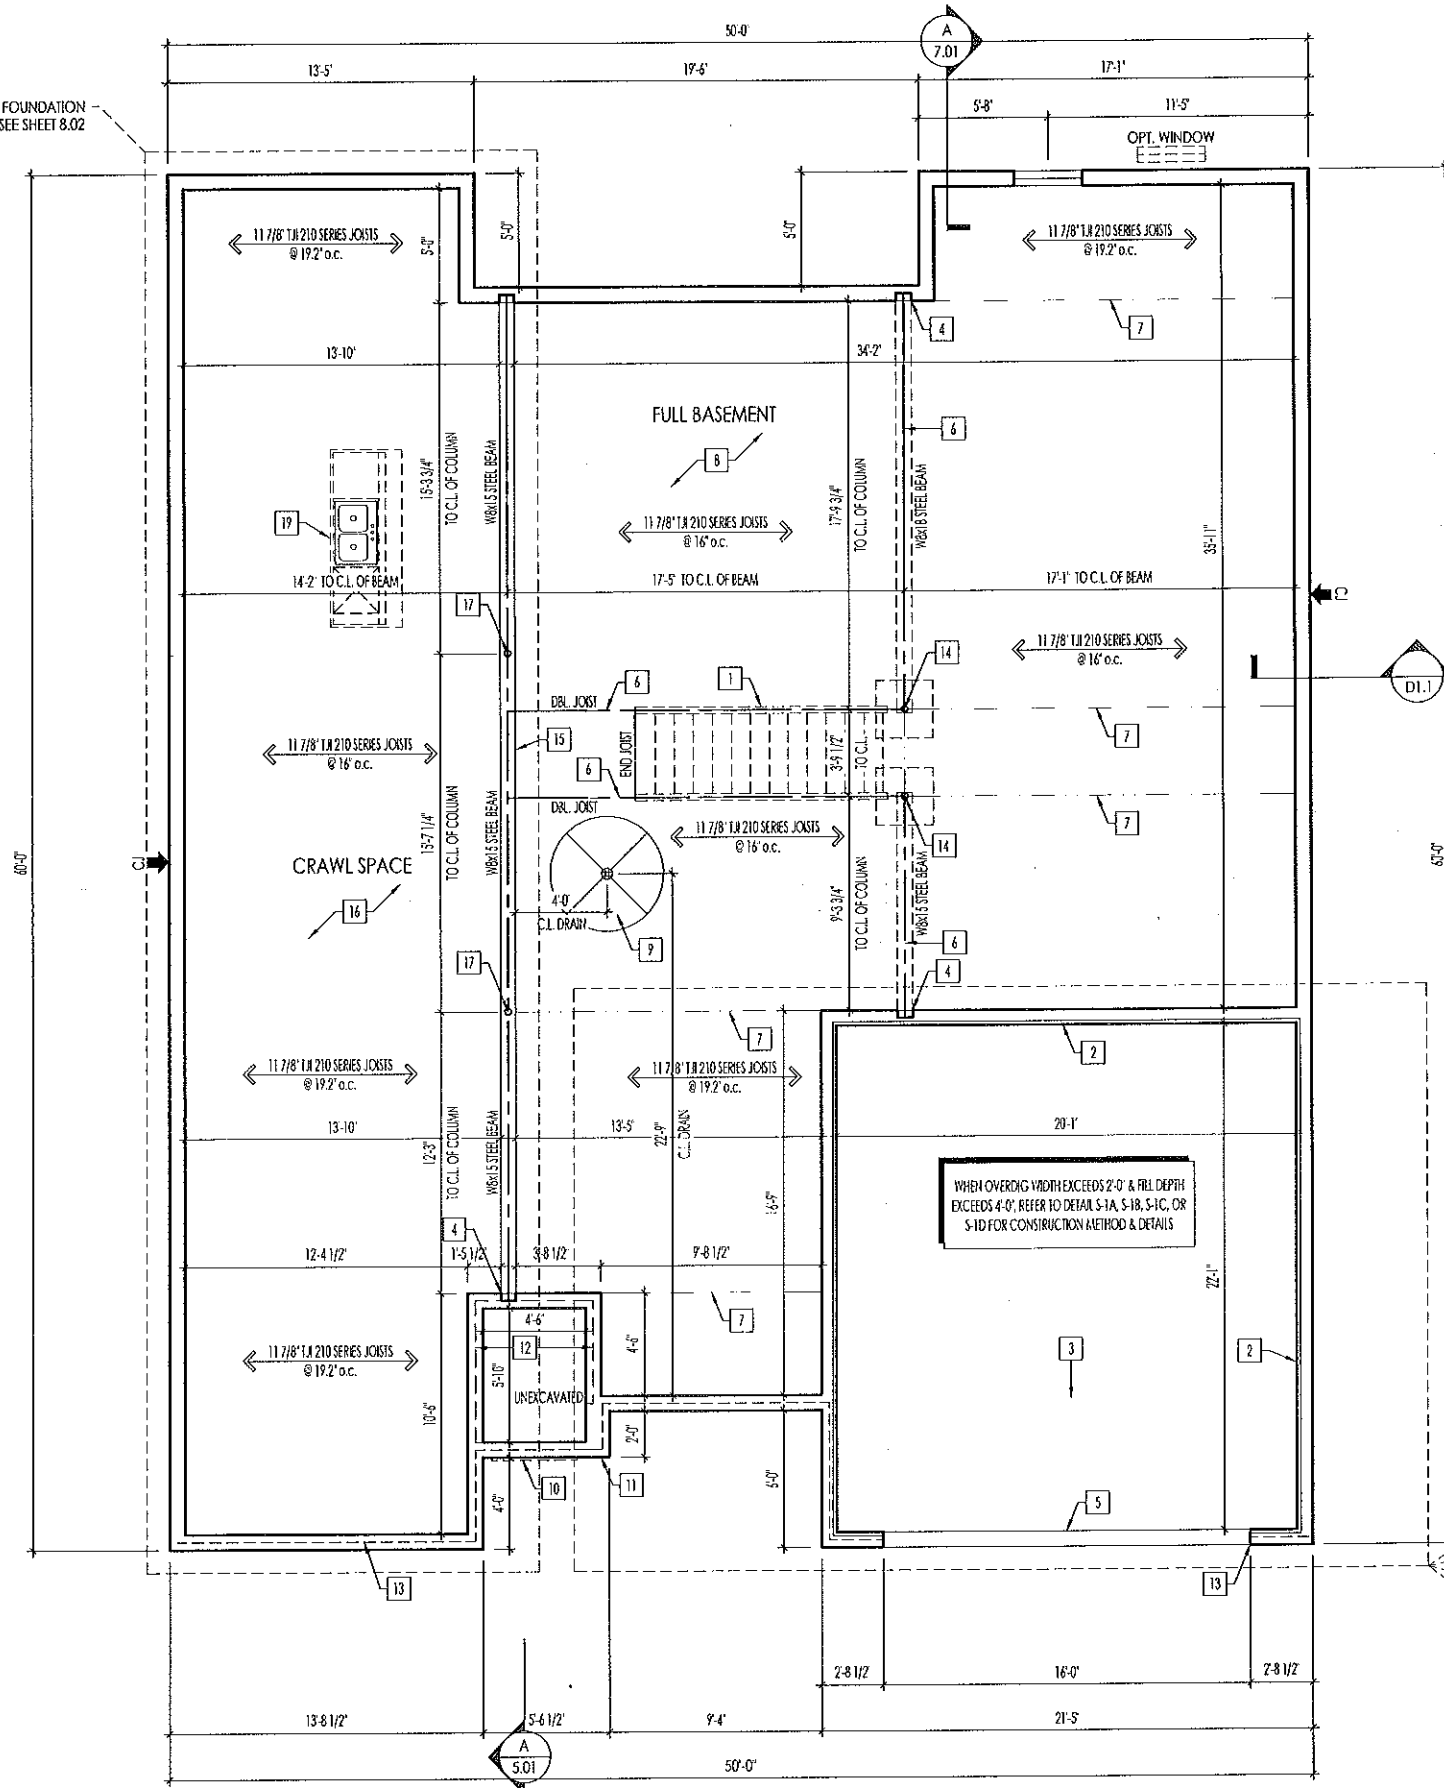 50'-0"
A
7.01
13'-5"
19'-6"
17'-1"
5'-8"
11'-5"
FOUNDATION
SEE SHEET 8.02
OPT. WINDOW
11 7/8" TJI 210 SERIES JOISTS
@ 19.2" o.c.
5'-0"
5'-0"
5'-0"
11 7/8" TJI 210 SERIES JOISTS
@ 19.2" o.c.
4
7
13'-10"
34'-2"
FULL BASEMENT
8
6
15'-3 3/4"
TO C.L. OF COLUMN
W8x15 STEEL BEAM
17'-9 3/4"
TO C.L. OF COLUMN
W8x18 STEEL BEAM
35'-11"
19
11 7/8" TJI 210 SERIES JOISTS
@ 16" o.c.
14'-2" TO C.L. OF BEAM
17'-5" TO C.L. OF BEAM
17'-1" TO C.L. OF BEAM
CJ
17
11 7/8" TJI 210 SERIES JOISTS
@ 16" o.c.
14
D1.1
DBL. JOIST
6
1
15
END JOIST
3'-9 1/2"
TO C.L.
7
11 7/8" TJI 210 SERIES JOISTS
@ 16" o.c.
6
DBL. JOIST
7
11 7/8" TJI 210 SERIES JOISTS
@ 16" o.c.
14
60'-0"
CJ
CRAWL SPACE
16
15'-7 1/4"
TO C.L. OF COLUMN
W8x15 STEEL BEAM
4'-0"
C.L. DRAIN
9
9'-3 3/4"
TO C.L. OF COLUMN
W8x15 STEEL BEAM
6
60'-0"
17
4
7
2
11 7/8" TJI 210 SERIES JOISTS
@ 19.2" o.c.
11 7/8" TJI 210 SERIES JOISTS
@ 19.2" o.c.
13'-10"
12'-3"
TO C.L. OF COLUMN
W8x15 STEEL BEAM
13'-5"
22'-9"
C.L. DRAIN
20'-1"
WHEN OVERDIG WIDTH EXCEEDS 2'-0" & FILL DEPTH
EXCEEDS 4'-0", REFER TO DETAIL S-1A, S-1B, S-1C, OR
S-1D FOR CONSTRUCTION METHOD & DETAILS
16'-9"
4
12'-4 1/2"
1'-5 1/2"
3'-8 1/2"
9'-8 1/2"
22'-1"
7
4'-6"
12
5'-10"
UNEXCAVATED
4'-6"
3
2
11 7/8" TJI 210 SERIES JOISTS
@ 19.2" o.c.
10'-6"
2'-0"
10
11
4'-0"
6'-0"
5
13
13
2'-8 1/2"
16'-0"
2'-8 1/2"
13'-8 1/2"
5'-6 1/2"
9'-4"
21'-5"
A
5.01
50'-0"